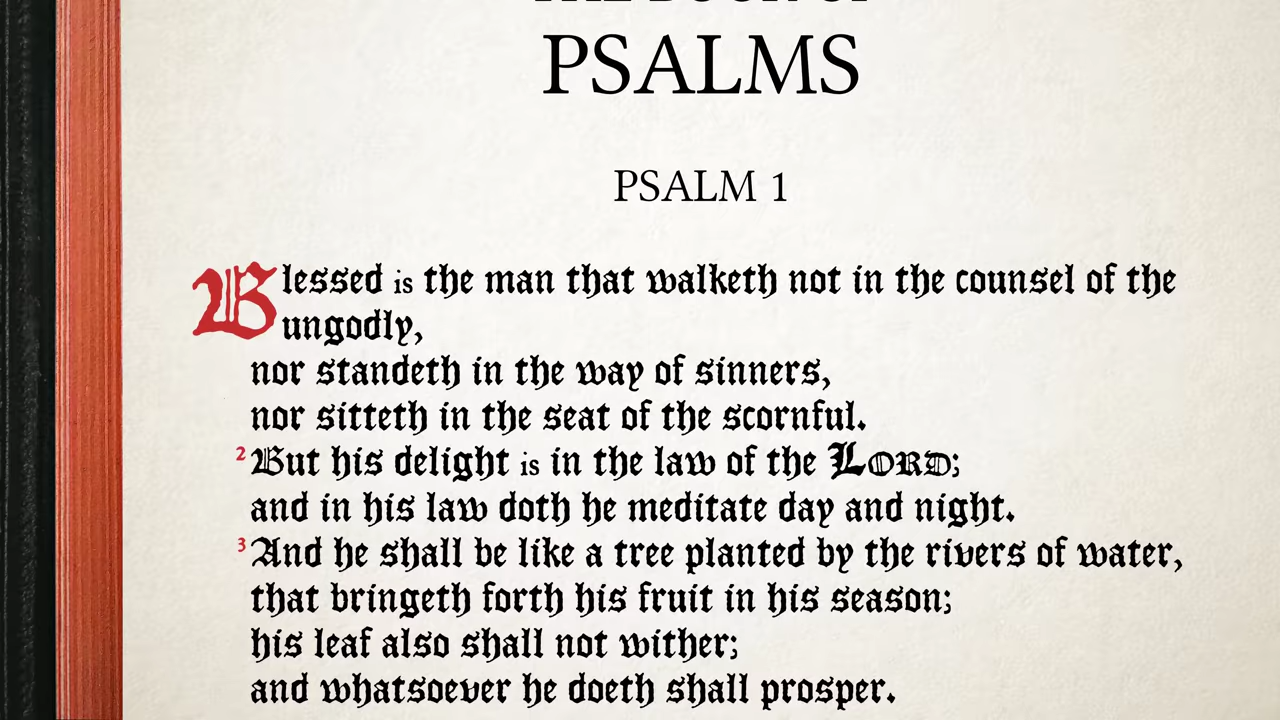 THE BOOK OF
PSALMS
PSALM 1
Blessed is the man that walketh not in the counsel of the
ungodly,
nor standeth in the way of sinners,
nor sitteth in the seat of the scornful.
2 But his delight is in the law of the LORD;
and in his law doth he meditate day and night.
3 And he shall be like a tree planted by the rivers of water,
that bringeth forth his fruit in his season;
his leaf also shall not wither;
and whatsoever he doeth shall prosper.